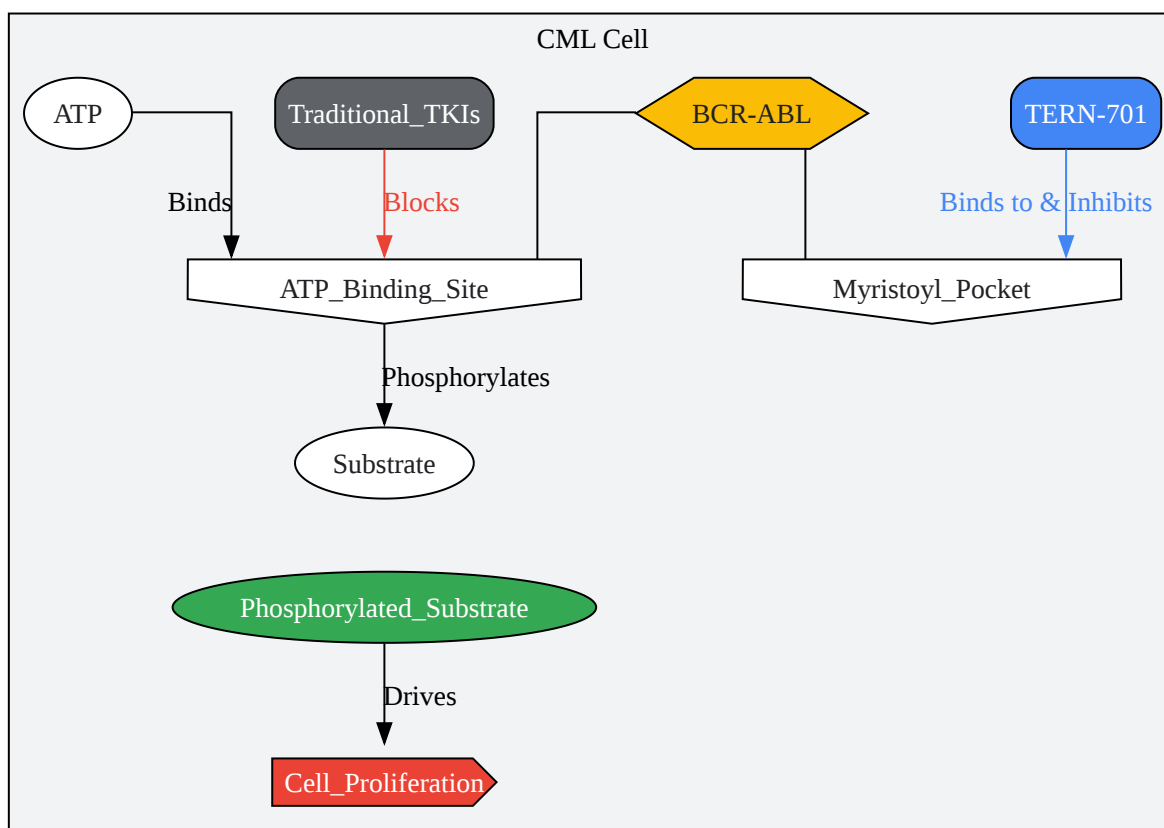 CML Cell
ATP
Traditional_TKIs
BCR-ABL
TERN-701
Binds
Blocks
Binds to & Inhibits
ATP_Binding_Site
Myristoyl_Pocket
Phosphorylates
Substrate
Phosphorylated_Substrate
Drives
Cell_Proliferation